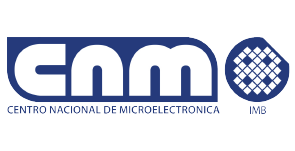 cnm
CENTRO NACIONAL DE MICROELECTRONICA
IMB